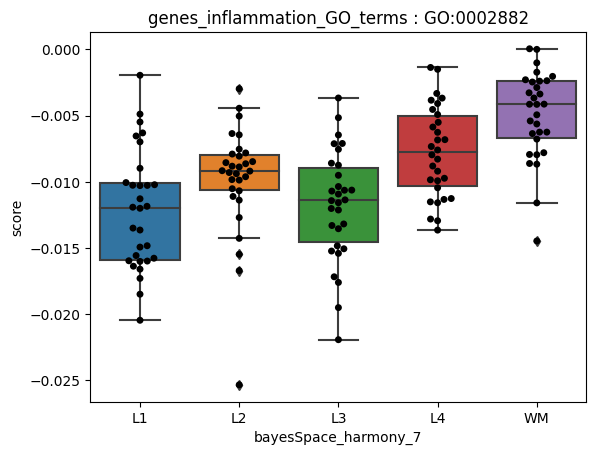 genes_inflammation_GO_terms : GO:0002882
0.000
−0.005
−0.010
−0.015
−0.020
−0.025
score
L1 L2 L3 L4 WM
bayesSpace_harmony_7